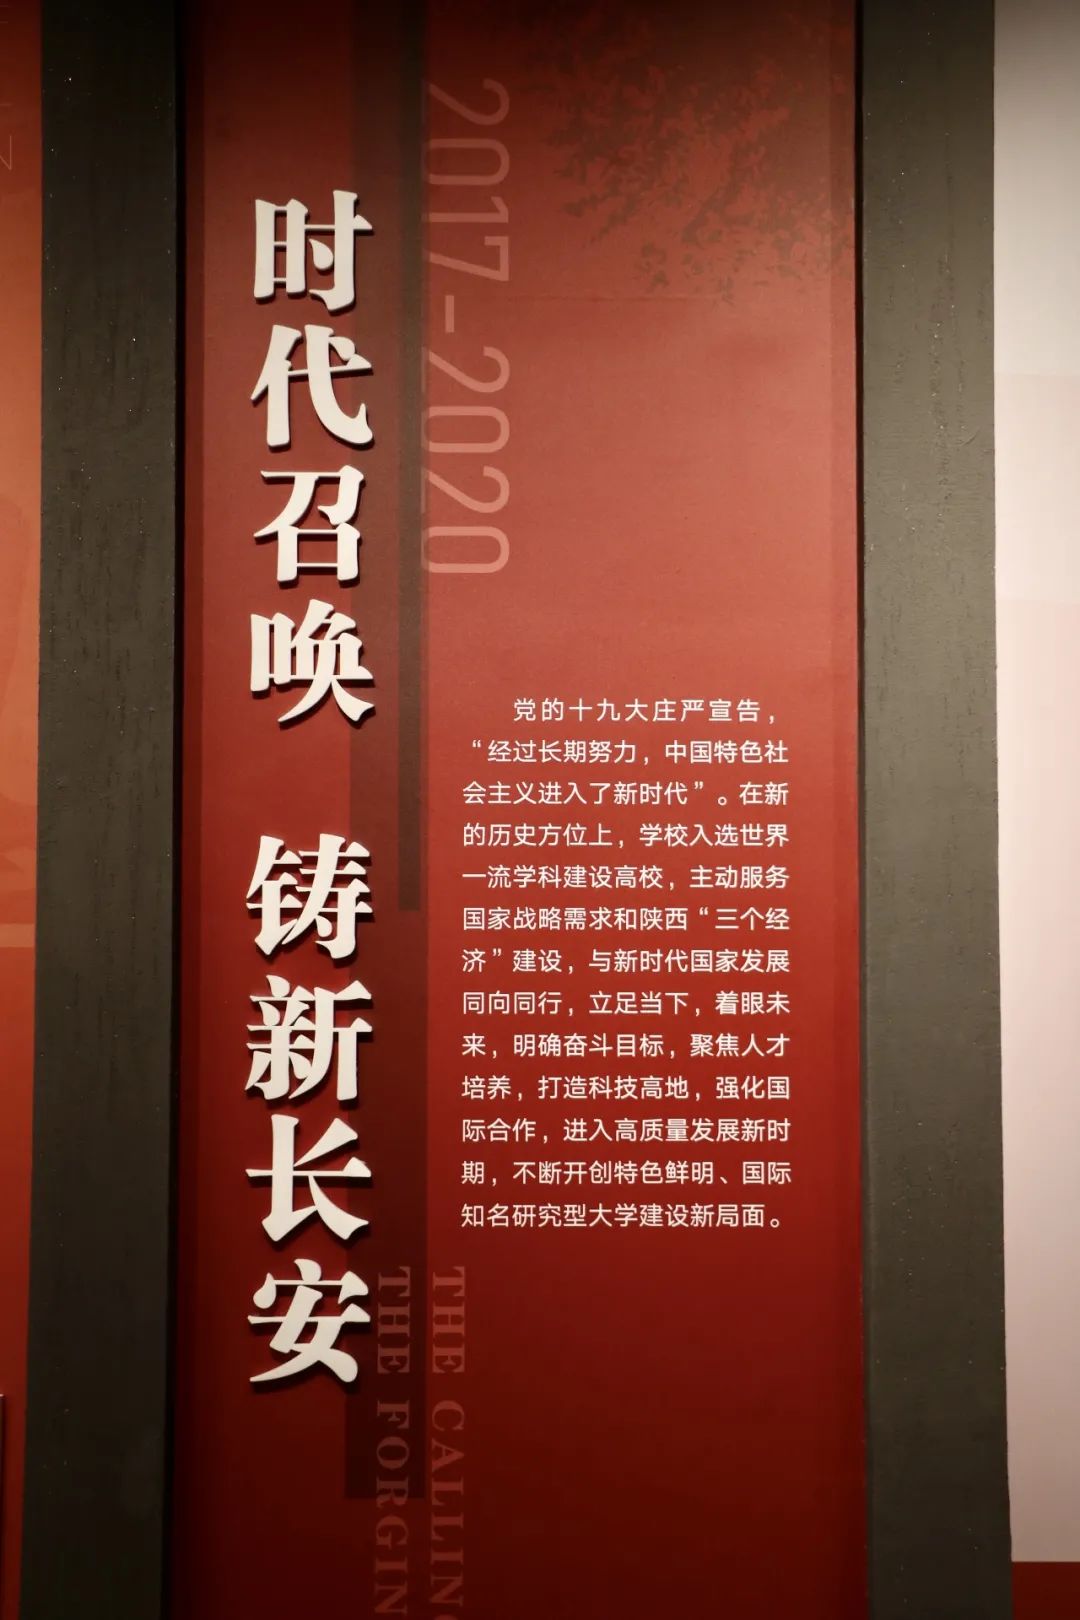 时代召唤 铸新长安
2017-2020
党的十九大庄严宣告，
“经过长期努力，中国特色社
会主义进入了新时代”。在新
的历史方位上，学校入选世界
一流学科建设高校，主动服务
国家战略需求和陕西“三个经
济”建设，与新时代国家发展
同向同行，立足当下，着眼未
来，明确奋斗目标，聚焦人才
培养，打造科技高地，强化国
际合作，进入高质量发展新时
期，不断开创特色鲜明、国际
知名研究型大学建设新局面。
THE CALLING
THE FORGIN